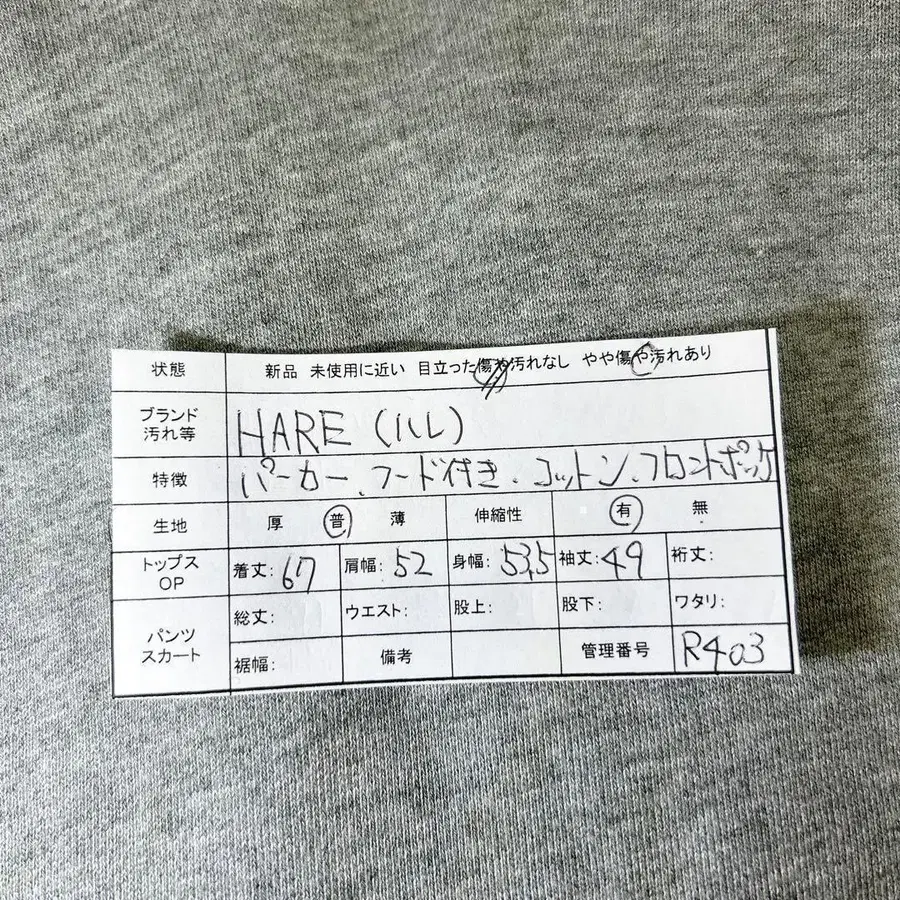 状態 新品 未使用に近い 目立った傷や汚れなし やや傷や汚れあり
ブランド 汚れ等 HARE (ハレ)
特徴 パーカー、フード付き、コットン、フロントポッケ
生地 厚 普 薄 伸縮性 有 無
トップス OP 着丈: 67 肩幅: 52 身幅: 53,5 袖丈: 49 裄丈:
パンツ スカート 総丈: ウエスト: 股上: 股下: ワタリ:
裾幅: 備考 管理番号 R403